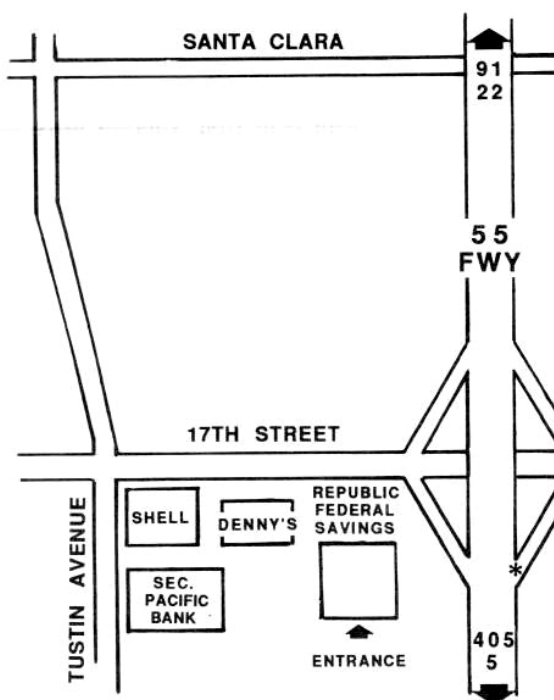 SANTA CLARA
91
22
55
FWY
17TH STREET
TUSTIN AVENUE
SHELL
DENNY'S
REPUBLIC
FEDERAL
SAVINGS
SEC.
PACIFIC
BANK
ENTRANCE
*
405
5